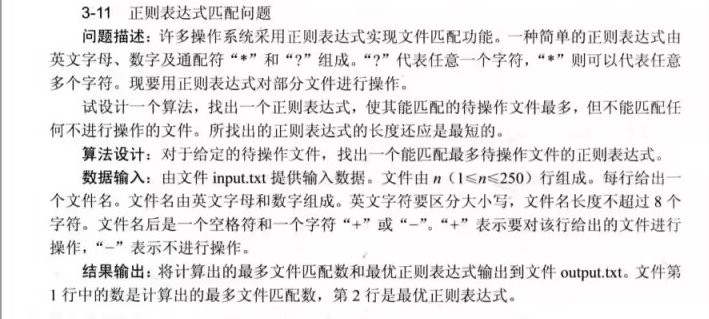 3-11 正则表达式匹配问题
问题描述：许多操作系统采用正则表达式实现文件匹配功能。一种简单的正则表达式由
英文字母、数字及通配符“*”和“?”组成。“?”代表任意一个字符，“*”则可以代表任意
多个字符。现要用正则表达式对部分文件进行操作。
试设计一个算法，找出一个正则表达式，使其能匹配的待操作文件最多，但不能匹配任
何不进行操作的文件。所找出的正则表达式的长度还应是最短的。
算法设计：对于给定的待操作文件，找出一个能匹配最多待操作文件的正则表达式。
数据输入：由文件 input.txt 提供输入数据。文件由 n（1≤n≤250）行组成。每行给出一
个文件名。文件名由英文字母和数字组成。英文字符要区分大小写，文件名长度不超过 8 个
字符。文件名后是一个空格符和一个字符“+”或“−”。“+”表示要对该行给出的文件进行
操作，“−”表示不进行操作。
结果输出：将计算出的最多文件匹配数和最优正则表达式输出到文件 output.txt。文件第
1 行中的数是计算出的最多文件匹配数，第 2 行是最优正则表达式。